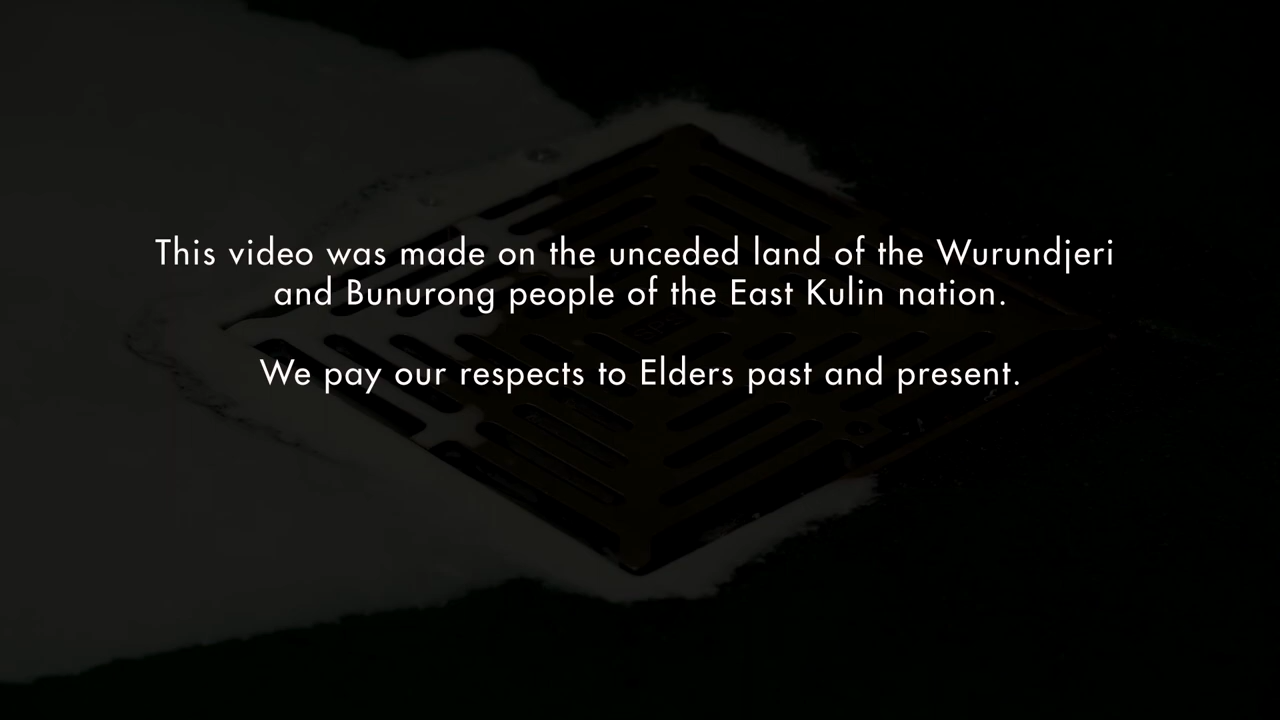 This video was made on the unceded land of the Wurundjeri
and Bunurong people of the East Kulin nation.
We pay our respects to Elders past and present.